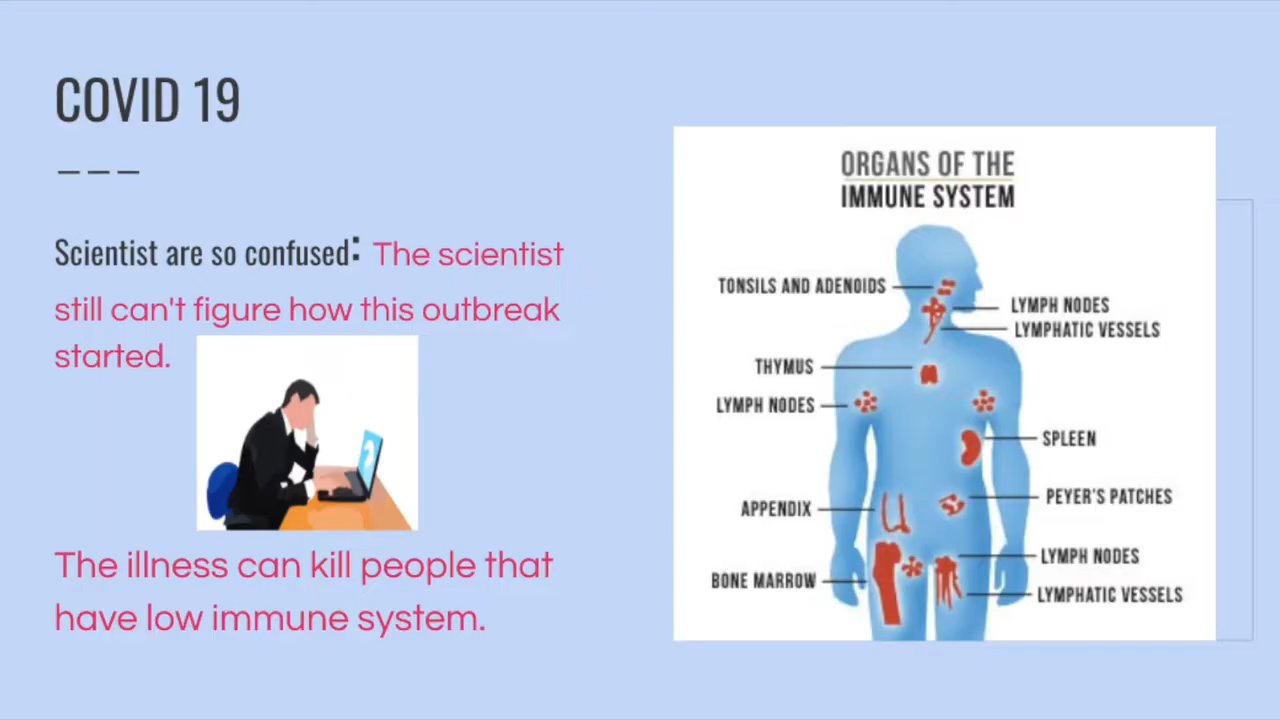 COVID 19
Scientist are so confused: The scientist
still can't figure how this outbreak
started.
The illness can kill people that
have low immune system.
ORGANS OF THE
IMMUNE SYSTEM
TONSILS AND ADENOIDS
LYMPH NODES
LYMPHATIC VESSELS
THYMUS
LYMPH NODES
SPLEEN
PEYER'S PATCHES
APPENDIX
LYMPH NODES
BONE MARROW
LYMPHATIC VESSELS